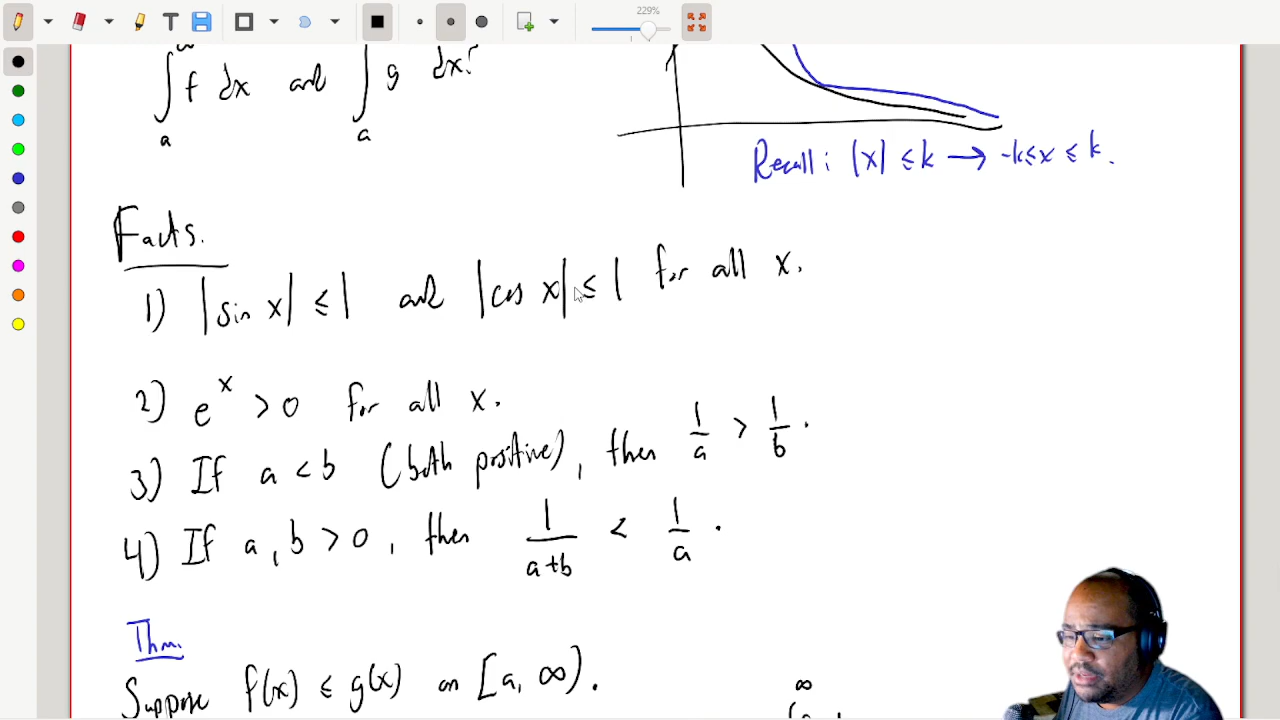 229%
∞
∫ f dx and ∫ g dx?
a a
Recall: |x| ≤ k → -k ≤ x ≤ k.
Facts.
1) |sin x| ≤ 1 and |cos x| ≤ 1 for all x.
2) e^x > 0 for all x.
3) If a < b (both positive), then 1/a > 1/b.
4) If a, b > 0, then 1/(a+b) < 1/a.
Thm.
Suppose f(x) ≤ g(x) on [a, ∞).
∞